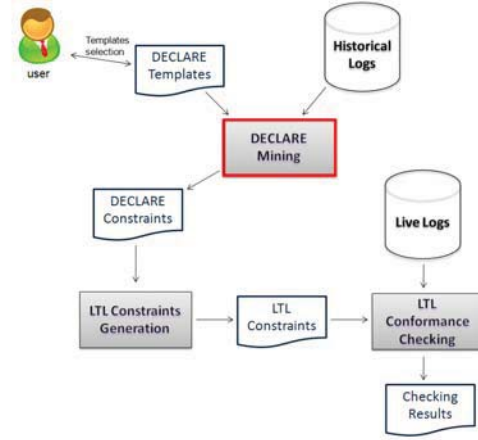 Templates
selection
user
DECLARE
Templates
Historical
Logs
DECLARE
Mining
DECLARE
Constraints
Live Logs
LTL Constraints
Generation
LTL
Constraints
LTL
Conformance
Checking
Checking
Results